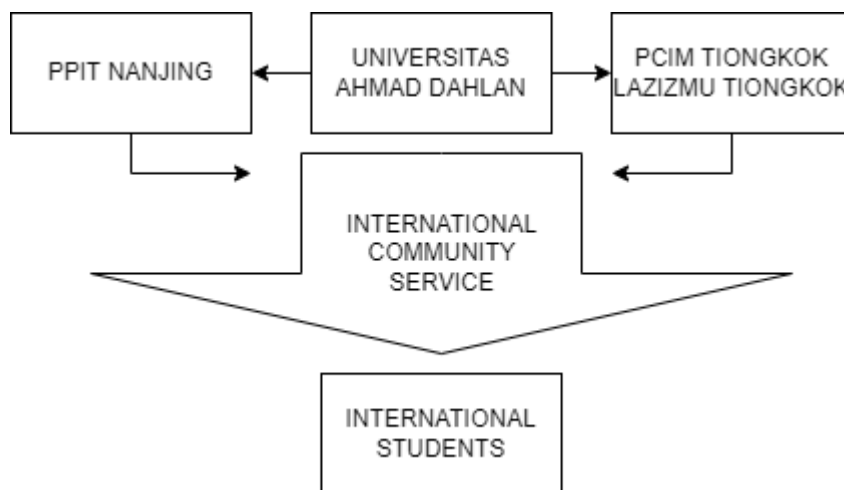 PPIT NANJING
UNIVERSITAS
AHMAD DAHLAN
PCIM TIONGKOK
LAZIZMU TIONGKOK
INTERNATIONAL
COMMUNITY
SERVICE
INTERNATIONAL
STUDENTS